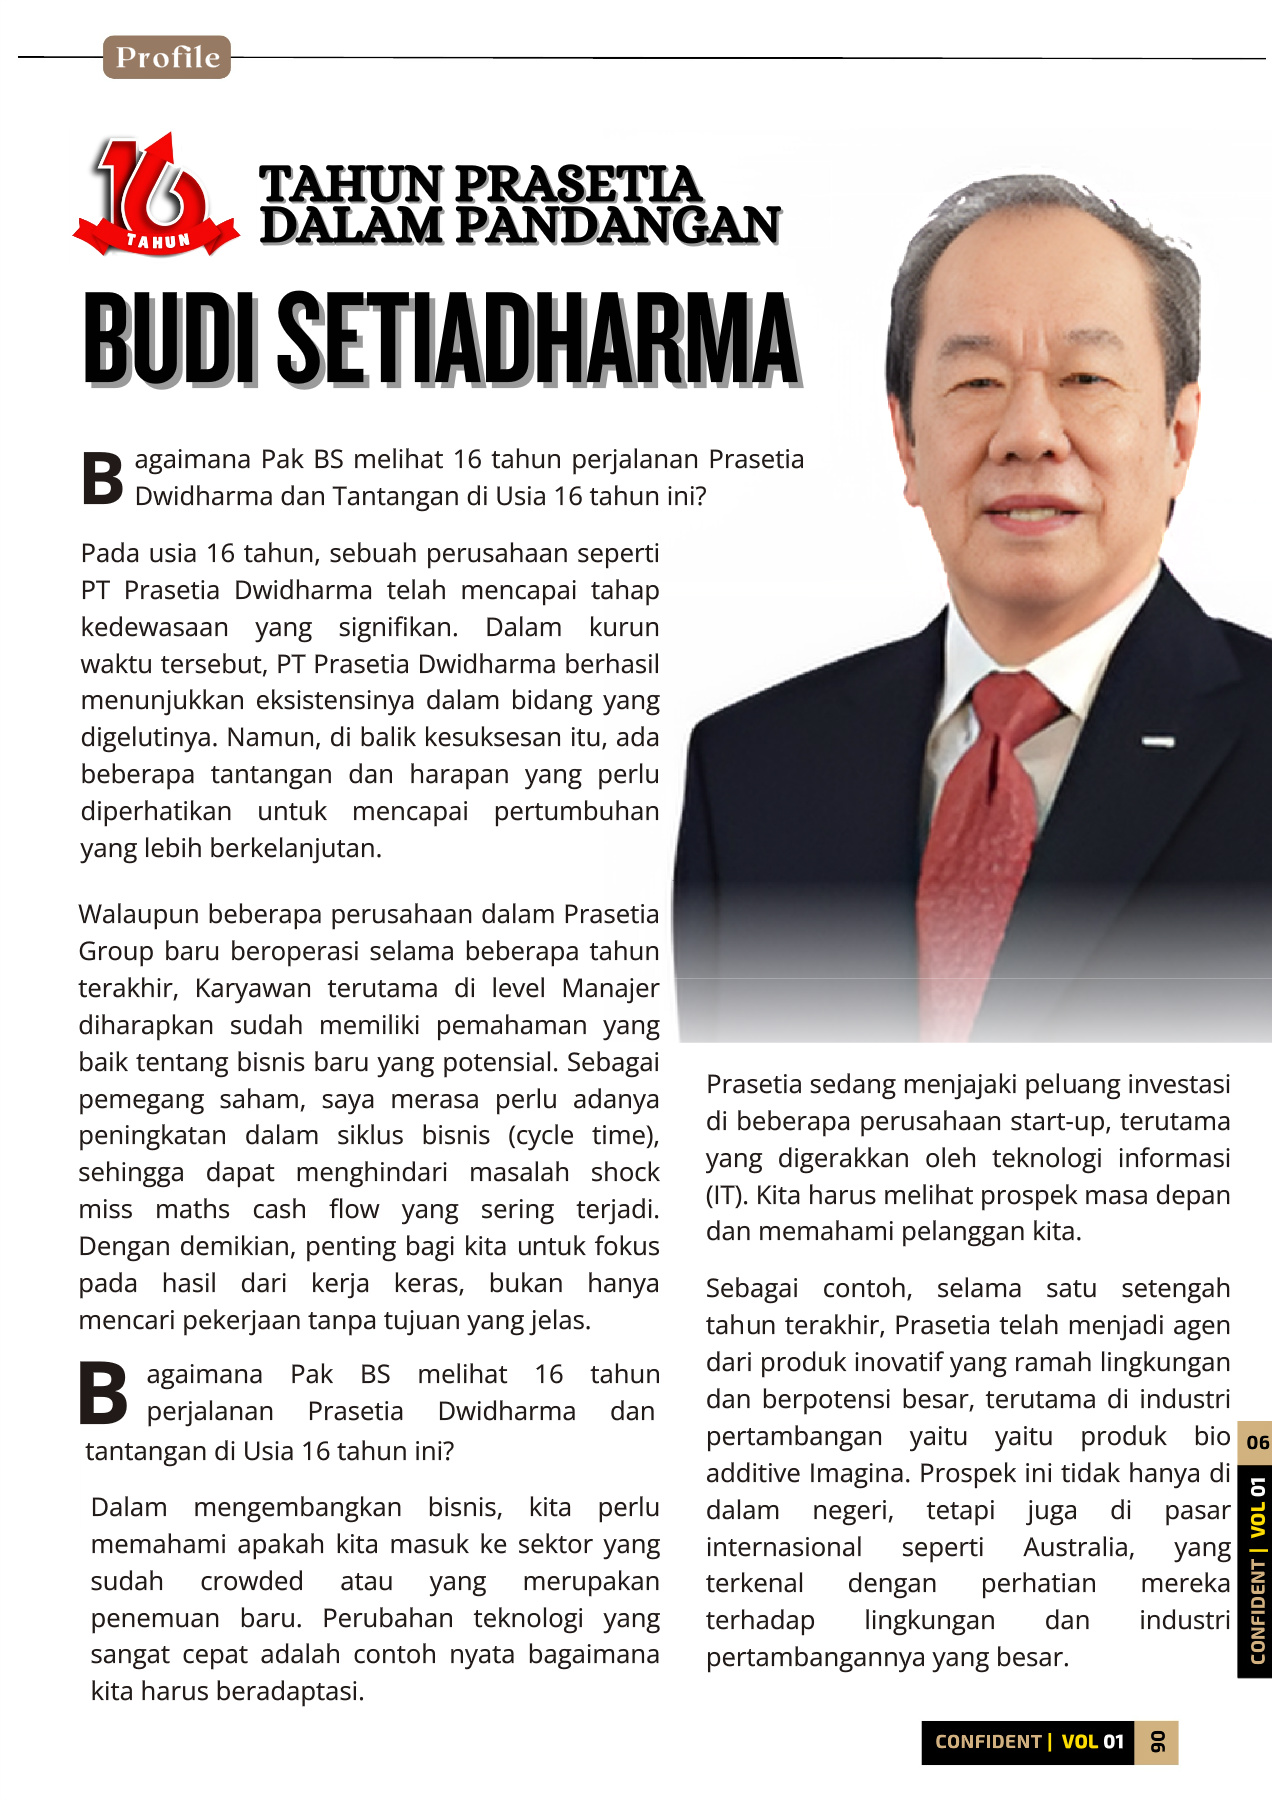 Profile
16
TAHUN
TAHUN PRASETIA
DALAM PANDANGAN
BUDI SETIADHARMA
Bagaimana Pak BS melihat 16 tahun perjalanan Prasetia
Dwidharma dan Tantangan di Usia 16 tahun ini?
Pada usia 16 tahun, sebuah perusahaan seperti
PT Prasetia Dwidharma telah mencapai tahap
kedewasaan yang signifikan. Dalam kurun
waktu tersebut, PT Prasetia Dwidharma berhasil
menunjukkan eksistensinya dalam bidang yang
digelutinya. Namun, di balik kesuksesan itu, ada
beberapa tantangan dan harapan yang perlu
diperhatikan untuk mencapai pertumbuhan
yang lebih berkelanjutan.
Walaupun beberapa perusahaan dalam Prasetia
Group baru beroperasi selama beberapa tahun
terakhir, Karyawan terutama di level Manajer
diharapkan sudah memiliki pemahaman yang
baik tentang bisnis baru yang potensial. Sebagai
pemegang saham, saya merasa perlu adanya
peningkatan dalam siklus bisnis (cycle time),
sehingga dapat menghindari masalah shock
miss maths cash flow yang sering terjadi.
Dengan demikian, penting bagi kita untuk fokus
pada hasil dari kerja keras, bukan hanya
mencari pekerjaan tanpa tujuan yang jelas.
Bagaimana Pak BS melihat 16 tahun
perjalanan Prasetia Dwidharma dan
tantangan di Usia 16 tahun ini?
Dalam mengembangkan bisnis, kita perlu
memahami apakah kita masuk ke sektor yang
sudah crowded atau yang merupakan
penemuan baru. Perubahan teknologi yang
sangat cepat adalah contoh nyata bagaimana
kita harus beradaptasi.
Prasetia sedang menjajaki peluang investasi
di beberapa perusahaan start-up, terutama
yang digerakkan oleh teknologi informasi
(IT). Kita harus melihat prospek masa depan
dan memahami pelanggan kita.
Sebagai contoh, selama satu setengah
tahun terakhir, Prasetia telah menjadi agen
dari produk inovatif yang ramah lingkungan
dan berpotensi besar, terutama di industri
pertambangan yaitu yaitu produk bio
additive Imagina. Prospek ini tidak hanya di
dalam negeri, tetapi juga di pasar
internasional seperti Australia, yang
terkenal dengan perhatian mereka
terhadap lingkungan dan industri
pertambangannya yang besar.
CONFIDENT | VOL 01 06
CONFIDENT | VOL 01 06